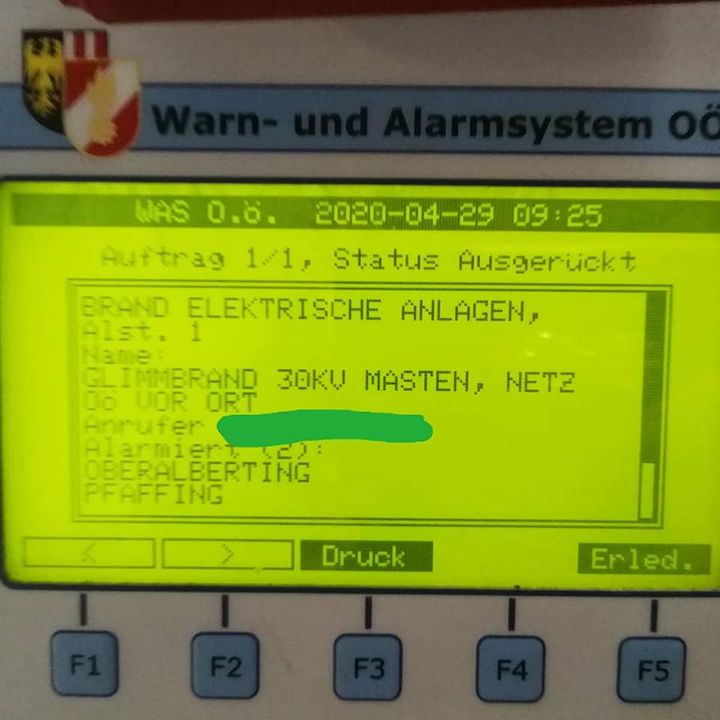 Warn- und Alarmsystem OÖ
WAS O.ö. 2020-04-29 09:25
Auftrag 1/1, Status Ausgerückt
BRAND ELEKTRISCHE ANLAGEN,
Alst. 1
Name:
GLIMMBRAND 30KV MASTEN, NETZ
Oö VOR ORT
Anrufer
Alarmiert (2):
OBERALBERTING
PFAFFING
< > Druck Erled.
F1 F2 F3 F4 F5